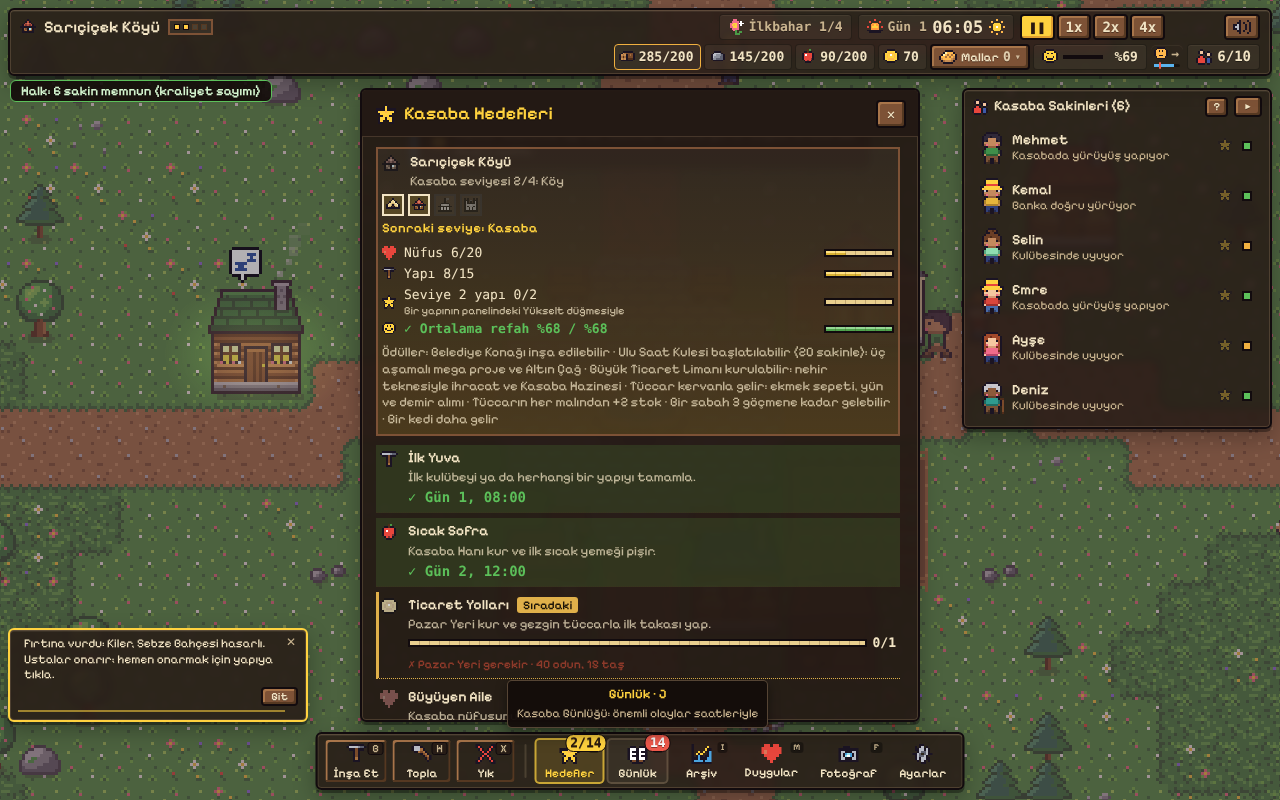 Sarıçiçek Köyü
İlkbahar 1/4
Gün 1 06:05
1x
2x
4x
285/200
145/200
90/200
70
Mallar 0
%69
6/10
Halk: 6 sakin memnun (kraliyet sayımı)
Kasaba Hedefleri
×
Sarıçiçek Köyü
Kasaba seviyesi 2/4: Köy
Sonraki seviye: Kasaba
Nüfus 6/20
Yapı 8/15
Seviye 2 yapı 0/2
Bir yapının panelindeki Yükselt düğmesiyle
✓ Ortalama refah %68 / %68
Ödüller: Belediye Konağı inşa edilebilir · Ulu Saat Kulesi başlatılabilir (20 sakinle): üç
aşamalı mega proje ve Altın Çağ · Büyük Ticaret Limanı kurulabilir: nehir
teknesiyle ihracat ve Kasaba Hazinesi · Tüccar kervanla gelir: ekmek sepeti, yün
ve demir alımı · Tüccarın her malından +2 stok · Bir sabah 3 göçmene kadar gelebilir
· Bir kedi daha gelir
İlk Yuva
İlk kulübeyi ya da herhangi bir yapıyı tamamla.
✓ Gün 1, 08:00
Sıcak Sofra
Kasaba Hanı kur ve ilk sıcak yemeği pişir.
✓ Gün 2, 12:00
Ticaret Yolları Sıradaki
Pazar Yeri kur ve gezgin tüccarla ilk takası yap.
0/1
✗ Pazar Yeri gerekir · 40 odun, 18 taş
Büyüyen Aile
Kasaba nüfusun
Günlük · J
Kasaba Günlüğü: önemli olaylar saatleriyle
Kasaba Sakinleri (6)
?
Mehmet
Kasabada yürüyüş yapıyor
Kemal
Banka doğru yürüyor
Selin
Kulübesinde uyuyor
Emre
Kasabada yürüyüş yapıyor
Ayşe
Kulübesinde uyuyor
Deniz
Kulübesinde uyuyor
Fırtına vurdu: Kiler, Sebze Bahçesi hasarlı.
Ustalar onarır; hemen onarmak için yapıya
tıkla.
×
Git
İnşa Et B
Topla H
Yık X
Hedefler 2/14
Günlük 14
Arşiv I
Duygular M
Fotoğraf F
Ayarlar